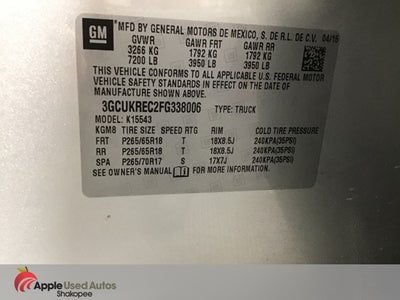 GM
MFD BY GENERAL MOTORS DE MEXICO, S. DE R.L. DE C.V. 04/15
GVWR GAWR FRT GAWR RR
3266 KG 1792 KG 1792 KG
7200 LB 3950 LB 3950 LB
THIS VEHICLE CONFORMS TO ALL APPLICABLE U.S. FEDERAL MOTOR
VEHICLE SAFETY AND THEFT PREVENTION STANDARDS IN EFFECT ON THE DATE OF
MANUFACTURE SHOWN ABOVE.
3GCUKREC2FG338006 TYPE: TRUCK
MODEL: K15543
KGM8 TIRE SIZE SPEED RTG RIM COLD TIRE PRESSURE
FRT P265/65R18 T 18X8.5J 240KPA(35PSI)
RR P265/65R18 T 18X8.5J 240KPA(35PSI)
SPA P265/70R17 S 17X7J 240KPA(35PSI)
SEE OWNER'S MANUAL FOR MORE INFORMATION.
Apple Used Autos
Shakopee